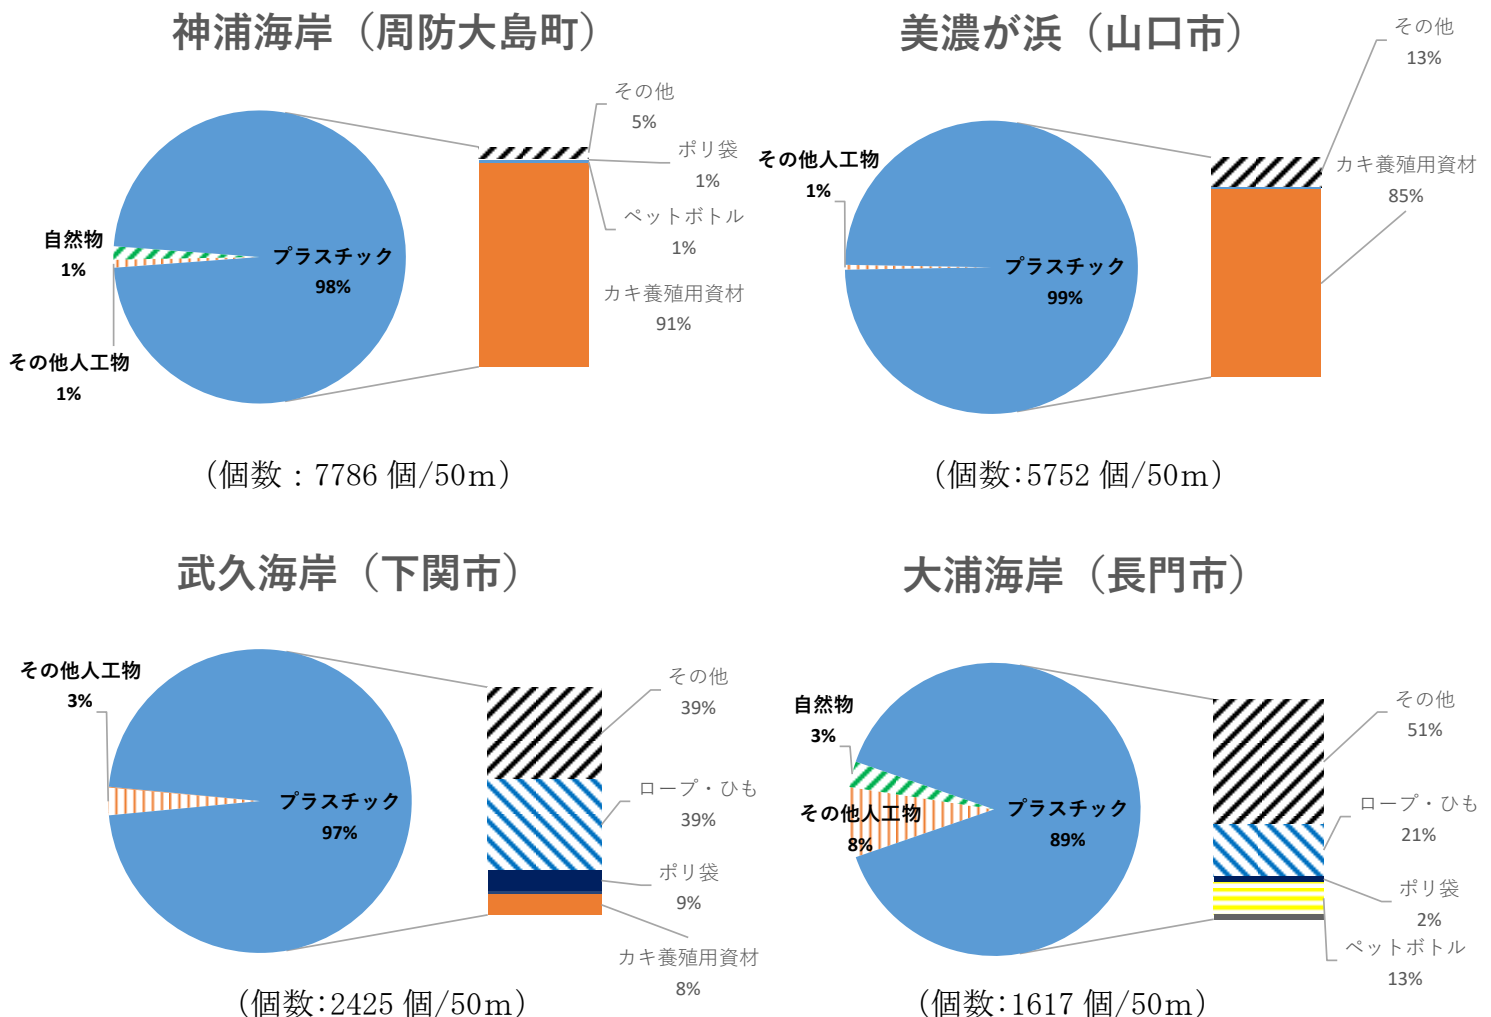 神浦海岸（周防大島町）
その他
5%
ポリ袋
1%
ペットボトル
1%
カキ養殖用資材
91%
自然物
1%
その他人工物
1%
プラスチック
98%
（個数：7786 個/50m）
美濃が浜（山口市）
その他
13%
カキ養殖用資材
85%
その他人工物
1%
プラスチック
99%
（個数:5752 個/50m）
武久海岸（下関市）
その他人工物
3%
プラスチック
97%
その他
39%
ロープ・ひも
39%
ポリ袋
9%
カキ養殖用資材
8%
（個数:2425 個/50m）
大浦海岸（長門市）
自然物
3%
その他人工物
8%
プラスチック
89%
その他
51%
ロープ・ひも
21%
ポリ袋
2%
ペットボトル
13%
（個数:1617 個/50m）